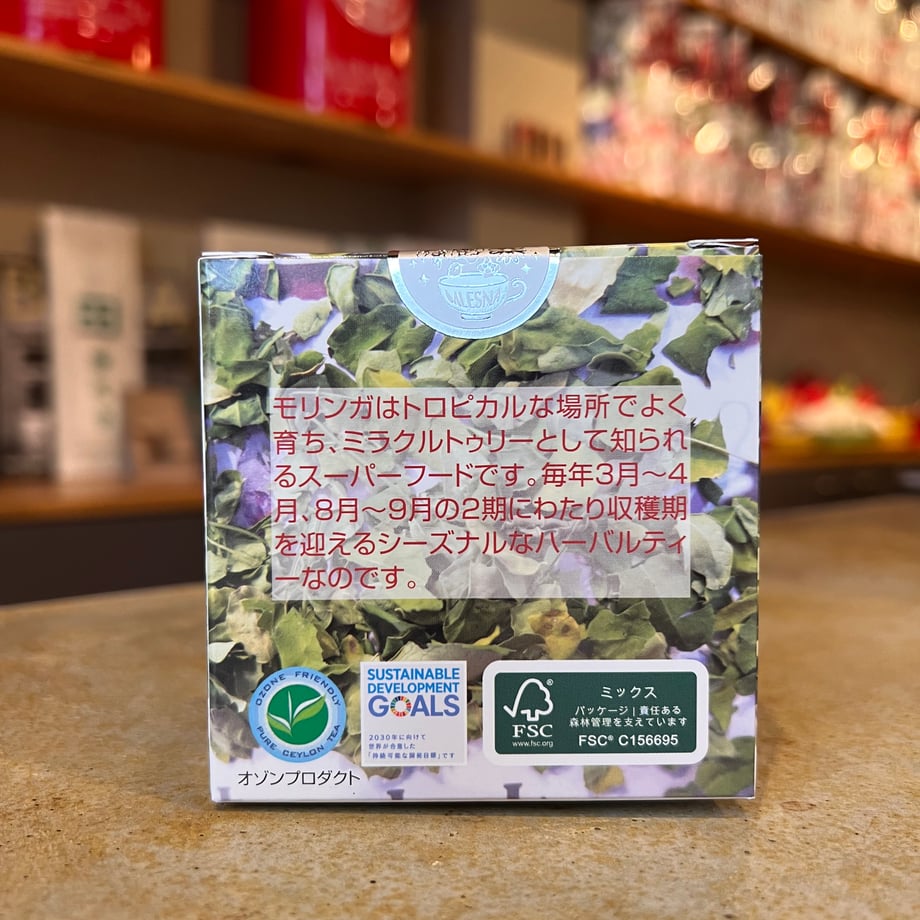 モリンガはトロピカルな場所でよく
育ち、ミラクルトゥリーとして知られ
るスーパーフードです。毎年3月～4
月、8月～9月の2期にわたり収穫期
を迎えるシーズナルなハーバルティ
ーなのです。
OZONE FRIENDLY
PURE CEYLON TEA
オゾンプロダクト
SUSTAINABLE
DEVELOPMENT
GOALS
2030年に向けて
世界が合意した
「持続可能な開発目標」です
FSC
www.fsc.org
ミックス
パッケージ|責任ある
森林管理を支えています
FSC® C156695